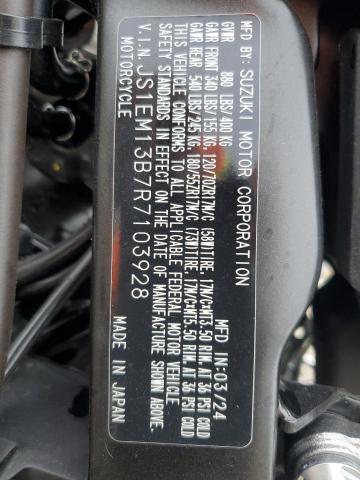 MFD BY: SUZUKI MOTOR CORPORATION MFD IN:03/24
GVWR 880 LBS/400 KG
GAWR FRONT 340 LBS/155 KG, 120/70ZR17M/C (58W)TIRE, 17M/CxMT3.50 RIM, AT 36 PSI COLD
GAWR REAR 540 LBS/245 KG, 180/55ZR17M/C (73W)TIRE, 17M/CxMT5.50 RIM, AT 36 PSI COLD
THIS VEHICLE CONFORMS TO ALL APPLICABLE FEDERAL MOTOR VEHICLE
SAFETY STANDARDS IN EFFECT ON THE DATE OF MANUFACTURE SHOWN ABOVE.
V.I.N. JS1EM13B7R7103928 MADE IN JAPAN
MOTORCYCLE